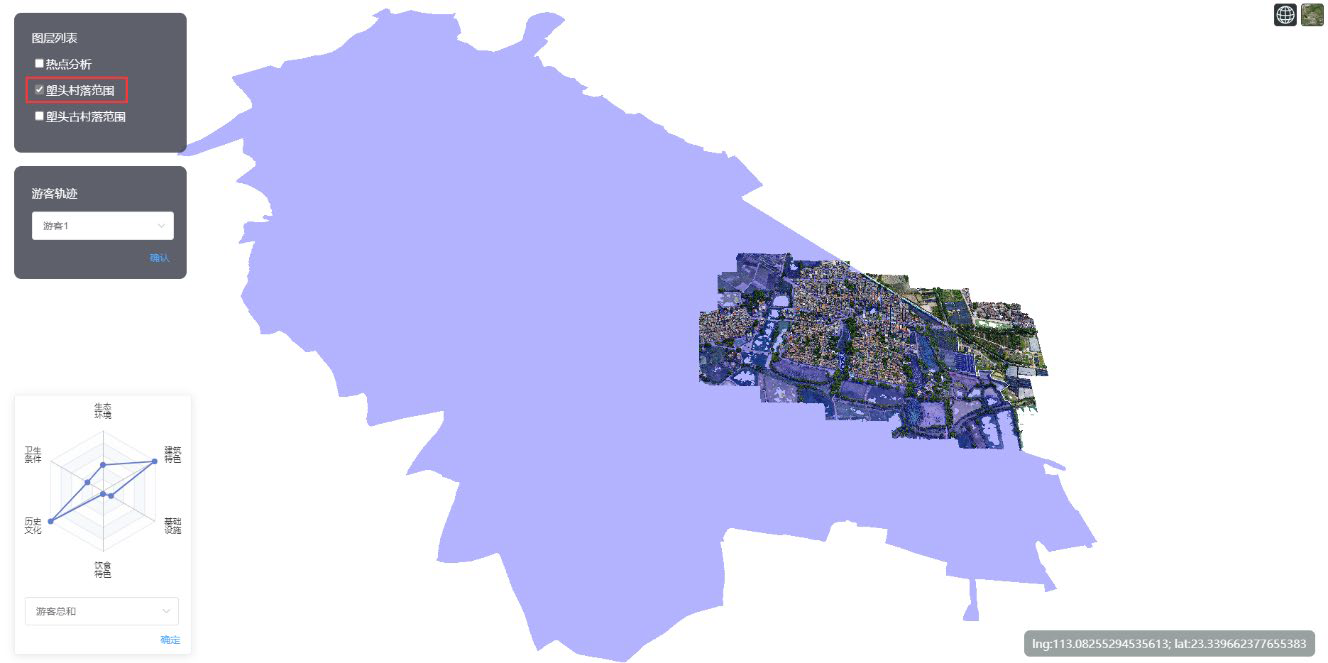 图层列表
热点分析
塱头村落范围
塱头古村落范围
游客轨迹
游客1
确认
生态
环境
卫生
条件
建筑
特色
历史
文化
基础
设施
饮食
特色
游客总和
确定
lng:113.08255294535613; lat:23.339662377655383